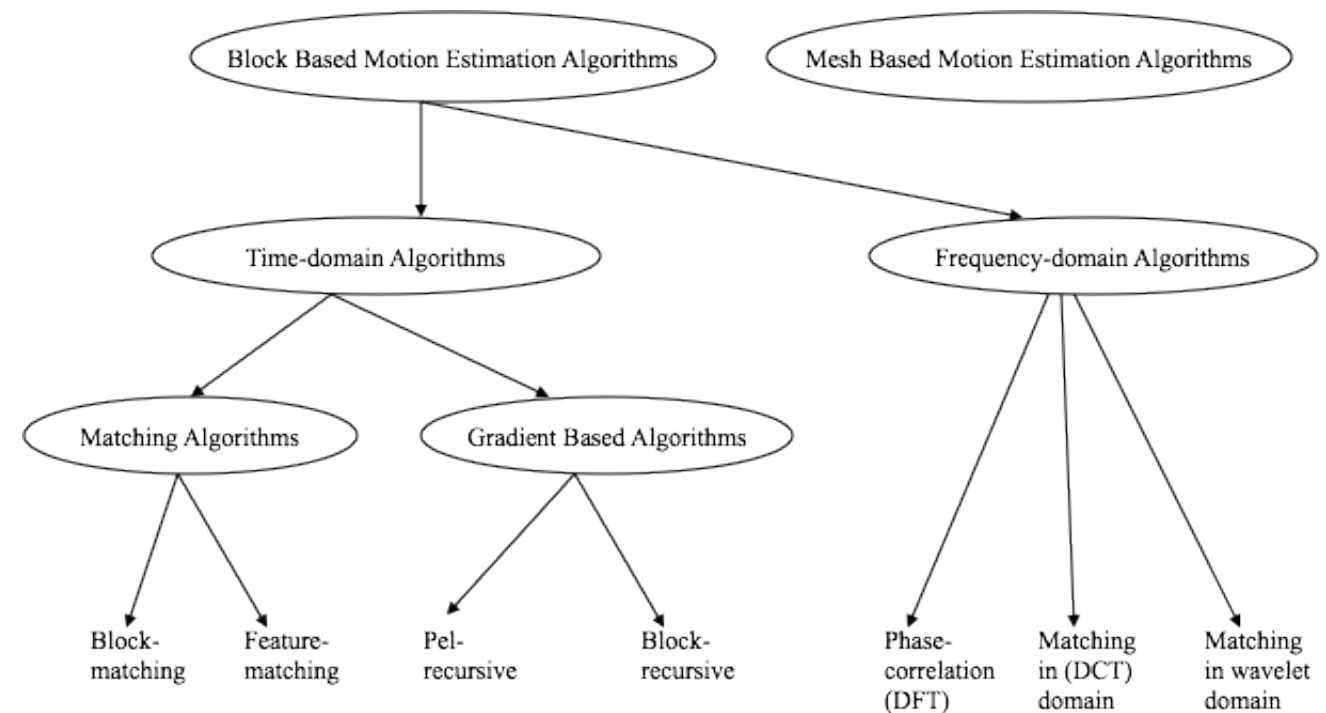 Block Based Motion Estimation Algorithms
Mesh Based Motion Estimation Algorithms
Time-domain Algorithms
Frequency-domain Algorithms
Matching Algorithms
Gradient Based Algorithms
Block-
matching
Feature-
matching
Pel-
recursive
Block-
recursive
Phase-
correlation
(DFT)
Matching
in (DCT)
domain
Matching
in wavelet
domain